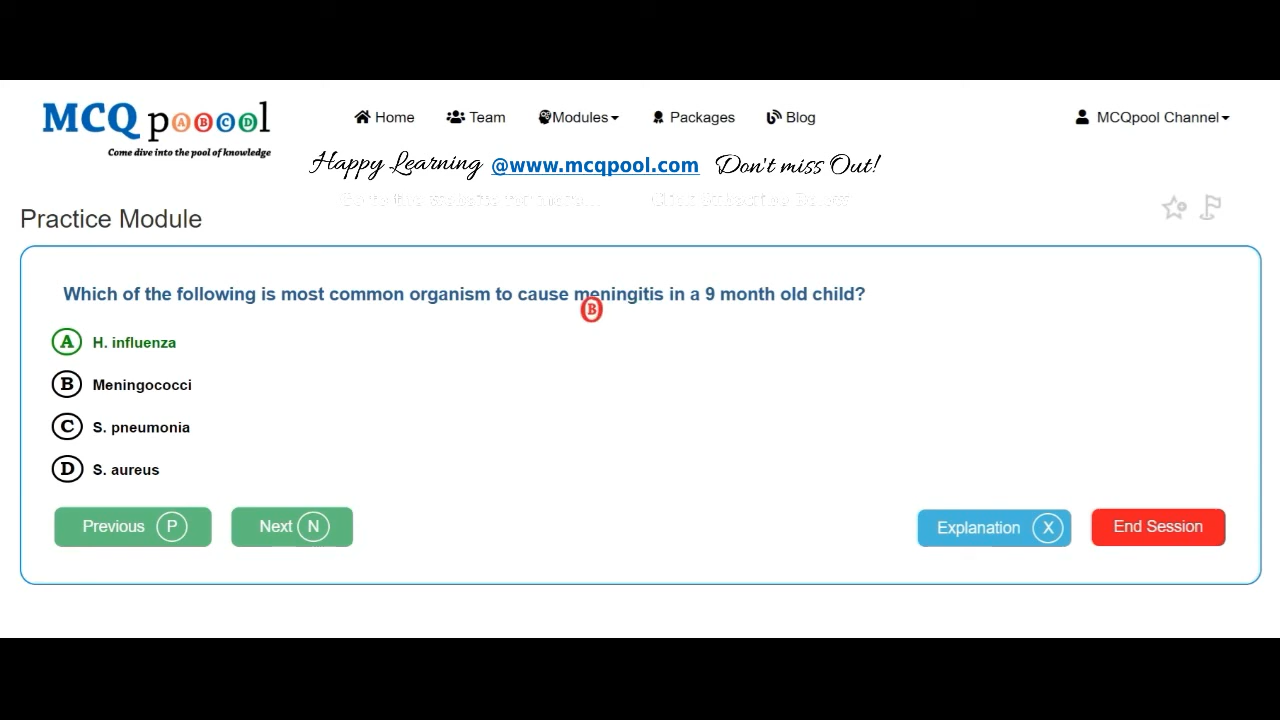 MCQ pooool
Come dive into the pool of knowledge
Home Team Modules Packages Blog MCQpool Channel
Happy Learning @www.mcqpool.com Don't miss Out!
Practice Module
Which of the following is most common organism to cause meningitis in a 9 month old child?
B
A H. influenza
B Meningococci
C S. pneumonia
D S. aureus
Previous P Next N Explanation X End Session